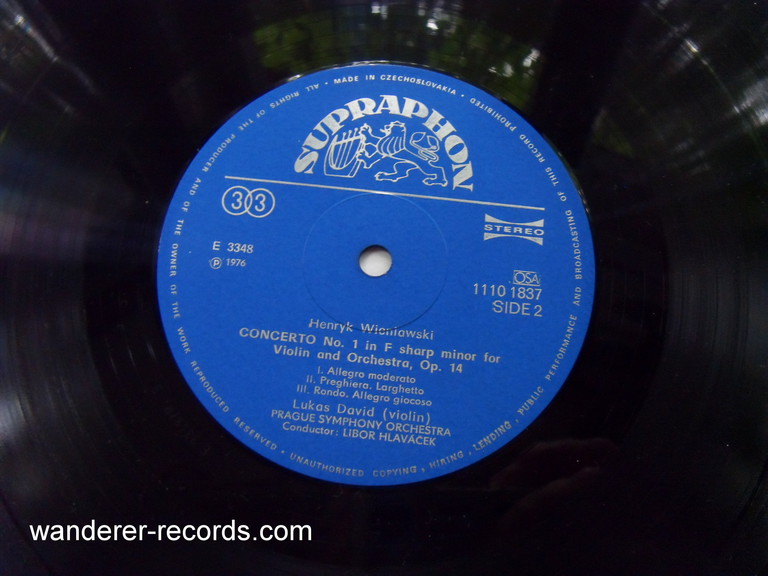 MADE IN CZECHOSLOVAKIA • ALL RIGHTS OF THE PRODUCER AND OF THE OWNER OF THE WORK REPRODUCED RESERVED • UNAUTHORIZED COPYING, HIRING, LENDING, PUBLIC PERFORMANCE AND BROADCASTING OF THIS RECORD PROHIBITED •
SUPRAPHON
33
STEREO
E 3348
℗ 1976
OSA
1110 1837
SIDE 2
Henryk Wieniawski
CONCERTO No. 1 in F sharp minor for
Violin and Orchestra, Op. 14
I. Allegro moderato
II. Preghiera. Larghetto
III. Rondo. Allegro giocoso
Lukas David (violin)
PRAGUE SYMPHONY ORCHESTRA
Conductor: LIBOR HLAVÁČEK
wanderer-records.com